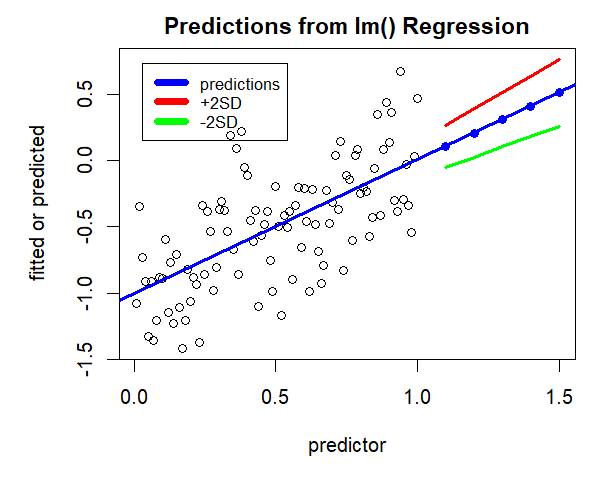 Predictions from lm() Regression
predictions
+2SD
-2SD
fitted or predicted
0.5
0.0
-0.5
-1.0
-1.5
0.0 0.5 1.0 1.5
predictor